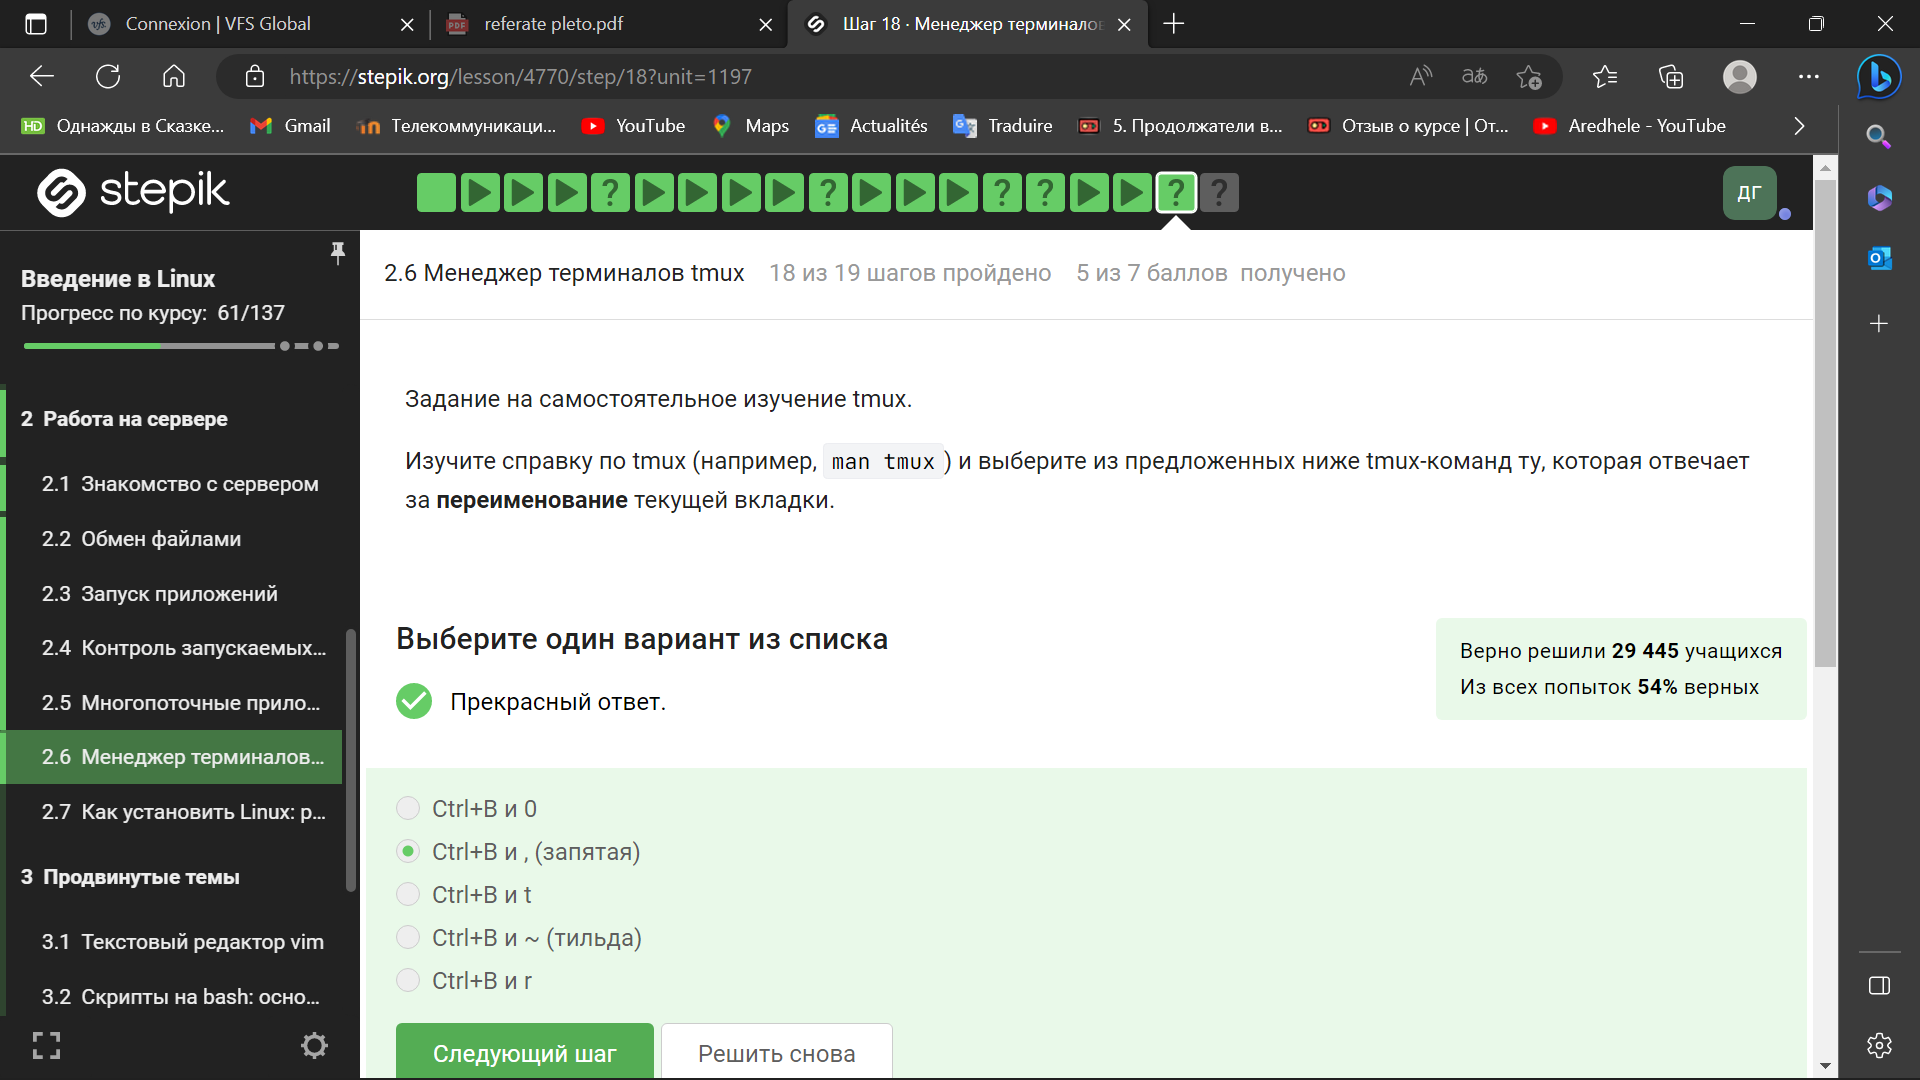 Connexion | VFS Global
referate pleto.pdf
Шаг 18 · Менеджер терминалов
https://stepik.org/lesson/4770/step/18?unit=1197
Однажды в Сказке...
Gmail
Телекоммуникаци...
YouTube
Maps
Actualités
Traduire
5. Продолжатели в...
Отзыв о курсе | От...
Aredhele - YouTube
stepik
ДГ
Введение в Linux
Прогресс по курсу: 61/137
2 Работа на сервере
2.1 Знакомство с сервером
2.2 Обмен файлами
2.3 Запуск приложений
2.4 Контроль запускаемых...
2.5 Многопоточные прило...
2.6 Менеджер терминалов...
2.7 Как установить Linux: р...
3 Продвинутые темы
3.1 Текстовый редактор vim
3.2 Скрипты на bash: осно...
2.6 Менеджер терминалов tmux 18 из 19 шагов пройдено 5 из 7 баллов получено
Задание на самостоятельное изучение tmux.
Изучите справку по tmux (например, man tmux ) и выберите из предложенных ниже tmux-команд ту, которая отвечает
за переименование текущей вкладки.
Выберите один вариант из списка
Прекрасный ответ.
Верно решили 29 445 учащихся
Из всех попыток 54% верных
Ctrl+B и 0
Ctrl+B и , (запятая)
Ctrl+B и t
Ctrl+B и ~ (тильда)
Ctrl+B и r
Следующий шаг
Решить снова